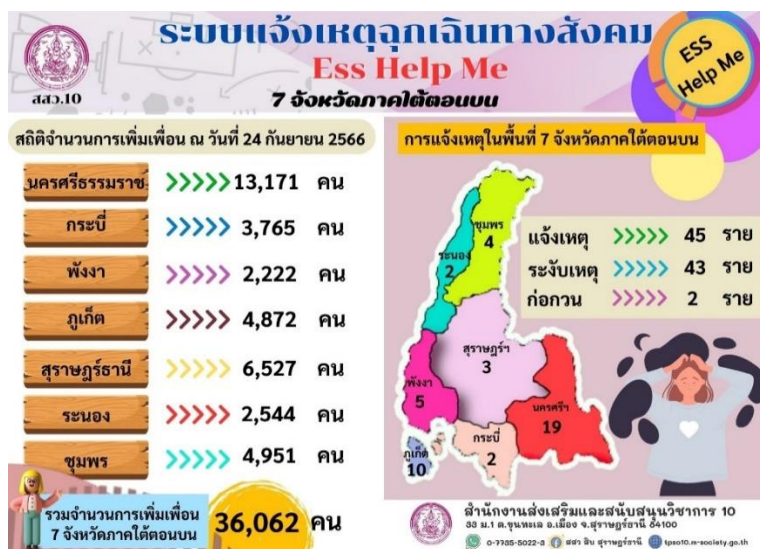 ระบบแจ้งเหตุฉุกเฉินทางสังคม
Ess Help Me
7 จังหวัดภาคใต้ตอนบน
สสว.10
ESS
Help Me
สถิติจำนวนการเพิ่มเพื่อน ณ วันที่ 24 กันยายน 2566
นครศรีธรรมราช >>>>> 13,171 คน
กระบี่ >>>>> 3,765 คน
พังงา >>>>> 2,222 คน
ภูเก็ต >>>>> 4,872 คน
สุราษฎร์ธานี >>>>> 6,527 คน
ระนอง >>>>> 2,544 คน
ชุมพร >>>>> 4,951 คน
รวมจำนวนการเพิ่มเพื่อน
7 จังหวัดภาคใต้ตอนบน
36,062 คน
การแจ้งเหตุในพื้นที่ 7 จังหวัดภาคใต้ตอนบน
ชุมพร
4
ระนอง
2
สุราษฎร์ฯ
3
พังงา
5
นครศรีฯ
19
กระบี่
2
ภูเก็ต
10
แจ้งเหตุ >>>>> 45 ราย
ระงับเหตุ >>>>> 43 ราย
ก่อกวน >>>>> 2 ราย
สำนักงานส่งเสริมและสนับสนุนวิชาการ 10
33 ม.1 ต.ขุนทะเล อ.เมือง จ.สุราษฎร์ธานี 84100
0-7735-5022-3 สสว สิบ สุราษฎร์ธานี tpso10.m-society.go.th